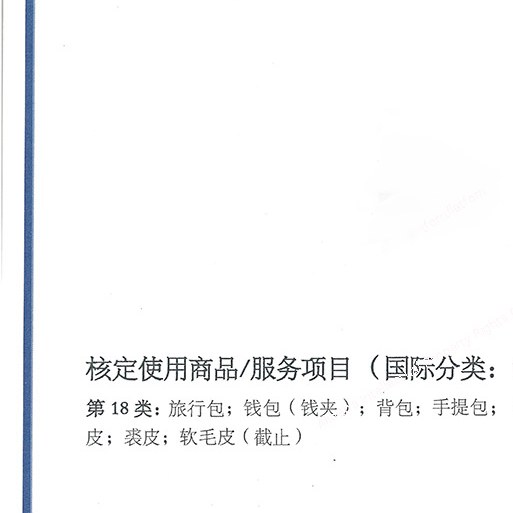 核定使用商品/服务项目（国际分类：
第 18 类：旅行包；钱包（钱夹）；背包；手提包；
皮；裘皮；软毛皮（截止）